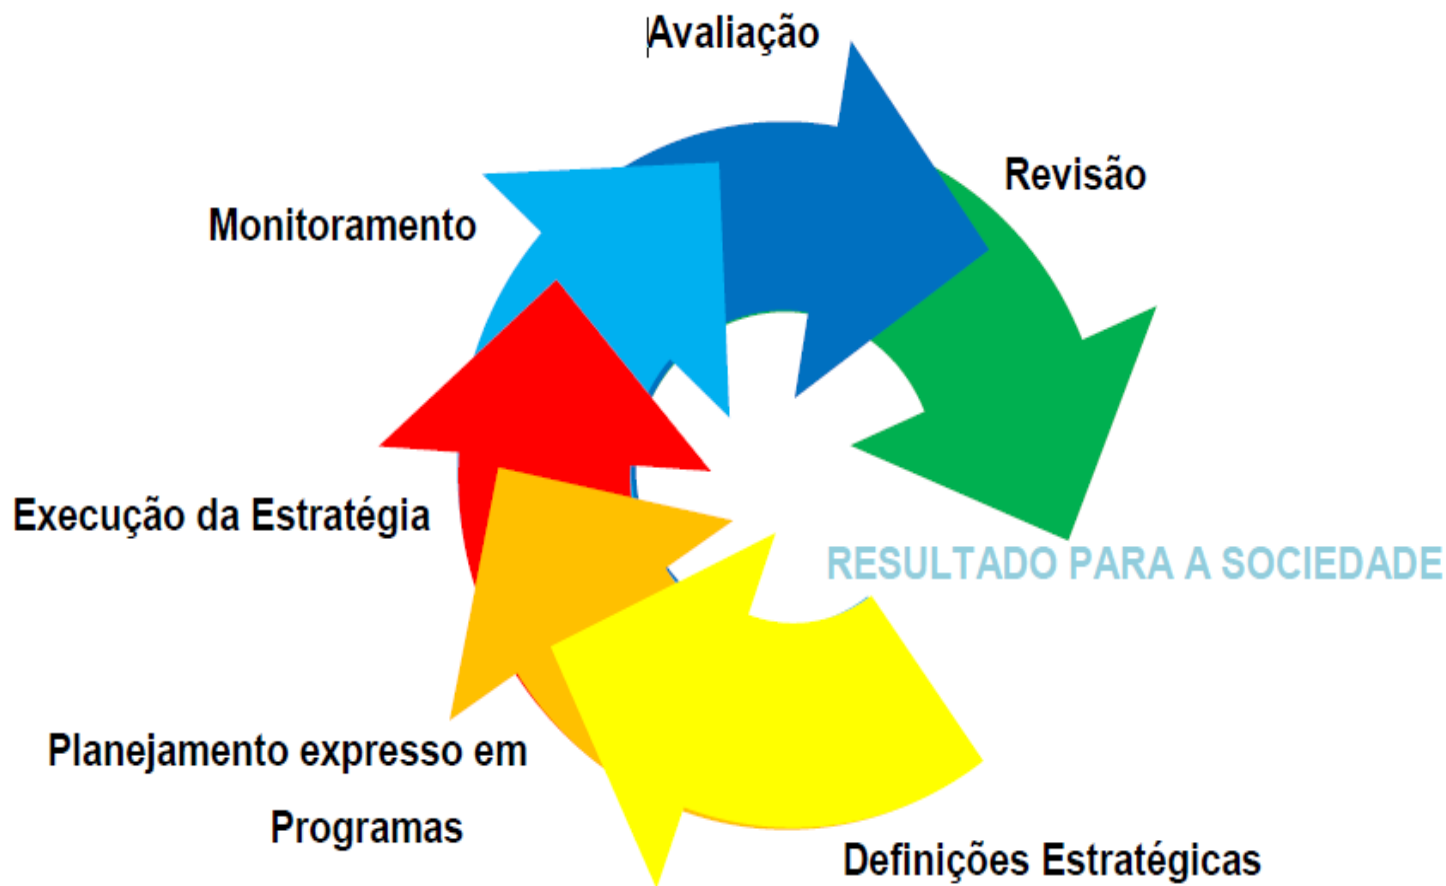 Avaliação
Revisão
Monitoramento
Execução da Estratégia
RESULTADO PARA A SOCIEDADE
Planejamento expresso em
Programas
Definições Estratégicas